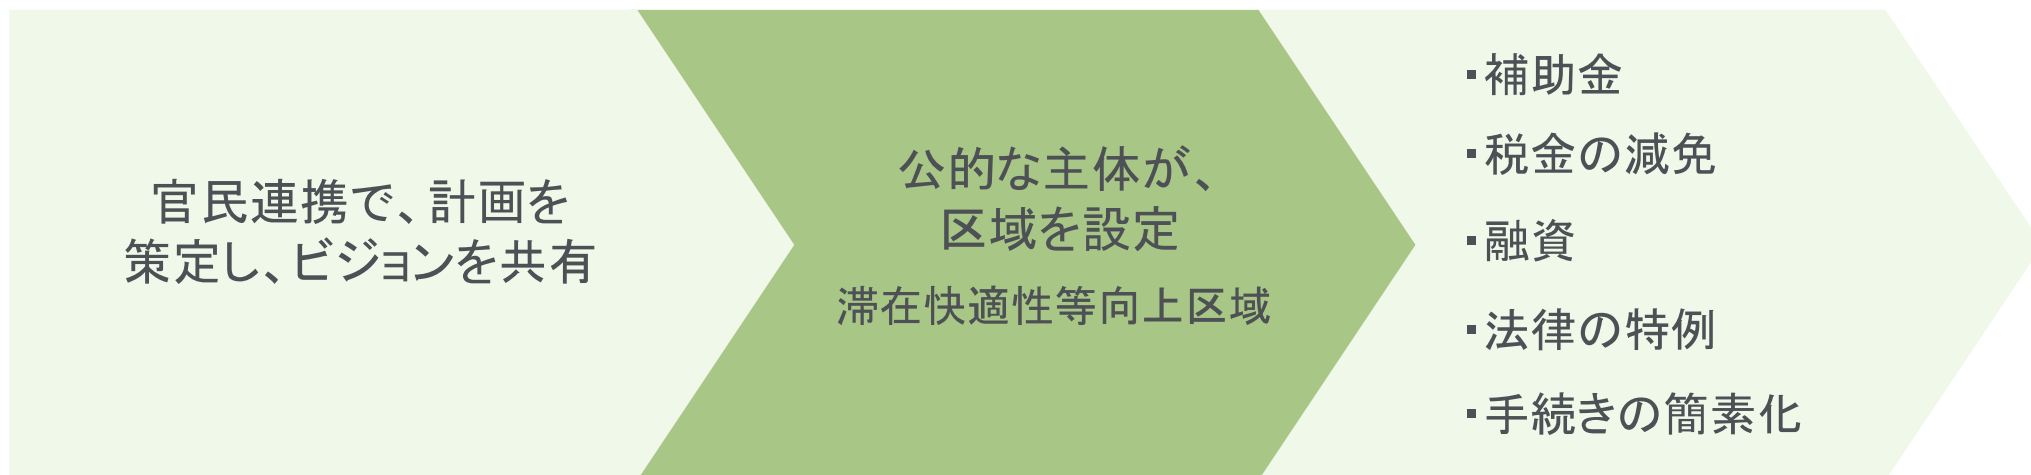 官民連携で、計画を
策定し、ビジョンを共有
公的な主体が、
区域を設定
滞在快適性等向上区域
・補助金
・税金の減免
・融資
・法律の特例
・手続きの簡素化